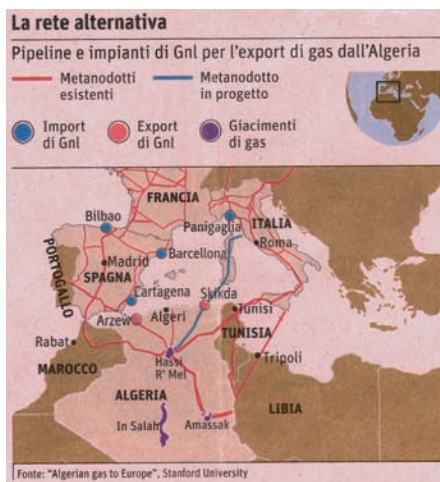 La rete alternativa
Pipeline e impianti di Gnl per l'export di gas dall'Algeria
Metanodotti esistenti
Metanodotto in progetto
Import di Gnl
Export di Gnl
Giacimenti di gas
FRANCIA
Bilbao
Panigaglia
ITALIA
PORTOGALLO
Madrid
Barcellona
Roma
SPAGNA
Cartagena
Skikda
Arzew
Algeri
Tunisi
TUNISIA
Rabat
Hassi
R' Mel
Tripoli
MAROCCO
ALGERIA
In Salah
Amassak
LIBIA
Fonte: "Algerian gas to Europe", Stanford University